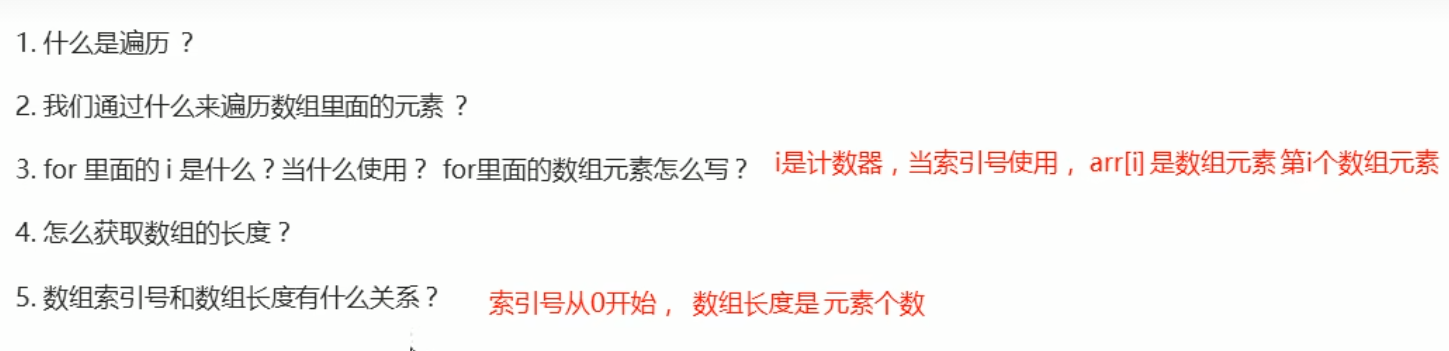 1. 什么是遍历 ？
2. 我们通过什么来遍历数组里面的元素 ？
3. for 里面的 i 是什么？当什么使用？ for里面的数组元素怎么写？ i是计数器，当索引号使用，arr[i] 是数组元素 第i个数组元素
4. 怎么获取数组的长度？
5. 数组索引号和数组长度有什么关系？ 索引号从0开始， 数组长度是 元素个数